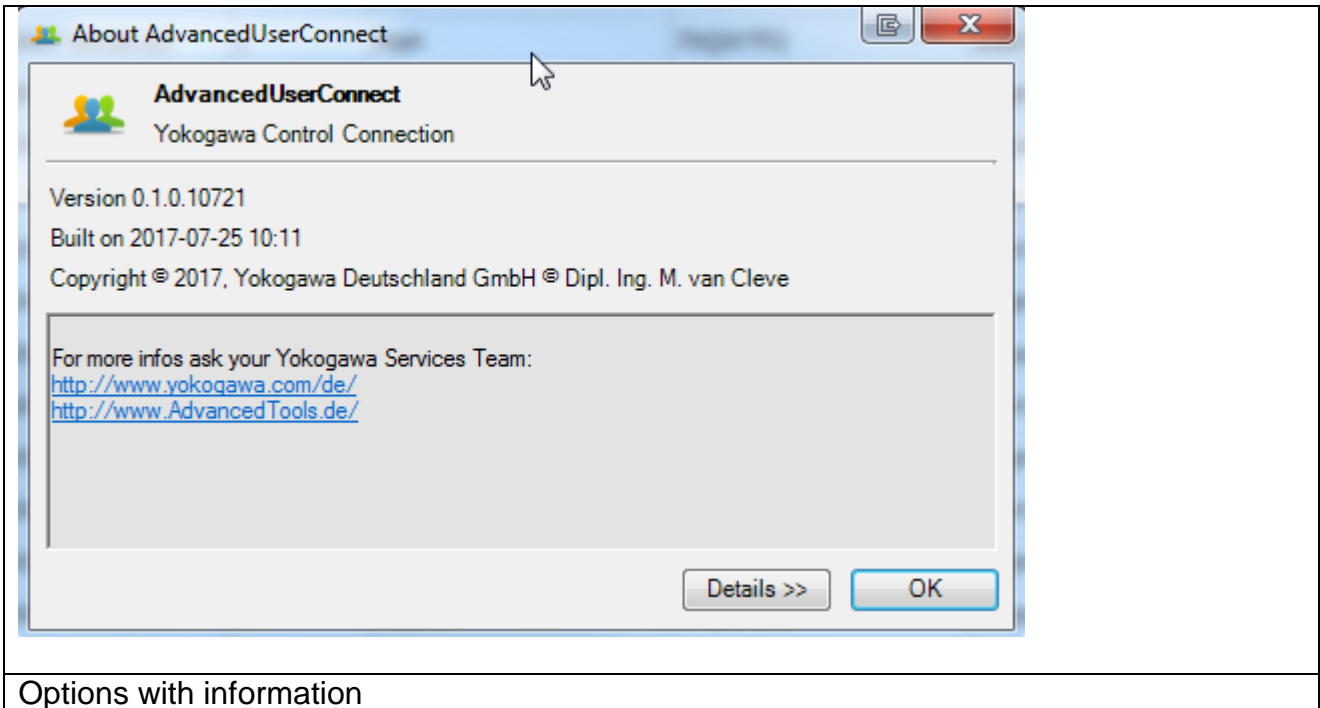 About AdvancedUserConnect
AdvancedUserConnect
Yokogawa Control Connection
Version 0.1.0.10721
Built on 2017-07-25 10:11
Copyright © 2017, Yokogawa Deutschland GmbH © Dipl. Ing. M. van Cleve
For more infos ask your Yokogawa Services Team:
http://www.yokogawa.com/de/
http://www.AdvancedTools.de/
Details >> OK
Options with information